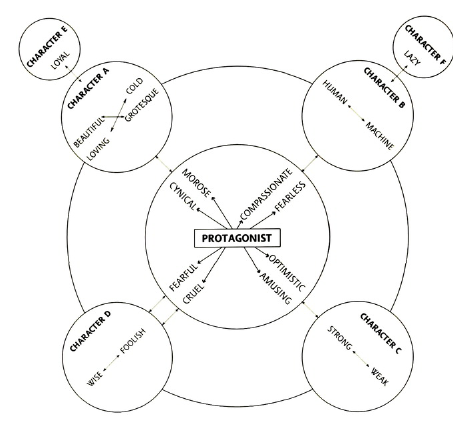 CHARACTER E
LOYAL
CHARACTER F
LAZY
CHARACTER A
COLD
GROTESQUE
BEAUTIFUL
LOVING
CHARACTER B
HUMAN
MACHINE
MOROSE
CYNICAL
COMPASSIONATE
FEARLESS
PROTAGONIST
FEARFUL
CRUEL
OPTIMISTIC
AMUSING
CHARACTER D
FOOLISH
WISE
CHARACTER C
STRONG
WEAK